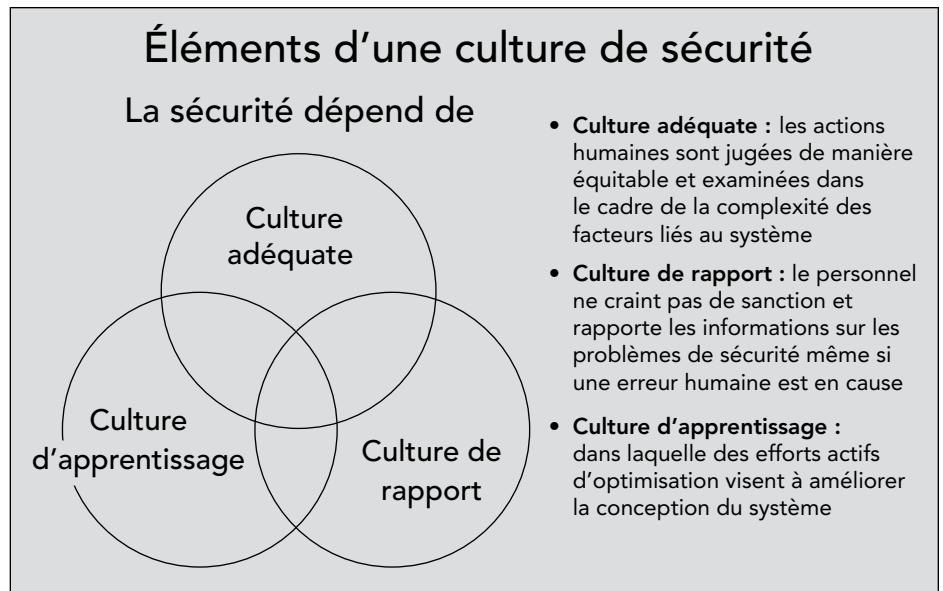 Éléments d’une culture de sécurité
La sécurité dépend de
Culture
adéquate
Culture
d’apprentissage
Culture de
rapport
• Culture adéquate : les actions
humaines sont jugées de manière
équitable et examinées dans
le cadre de la complexité des
facteurs liés au système
• Culture de rapport : le personnel
ne craint pas de sanction et
rapporte les informations sur les
problèmes de sécurité même si
une erreur humaine est en cause
• Culture d’apprentissage :
dans laquelle des efforts actifs
d’optimisation visent à améliorer
la conception du système